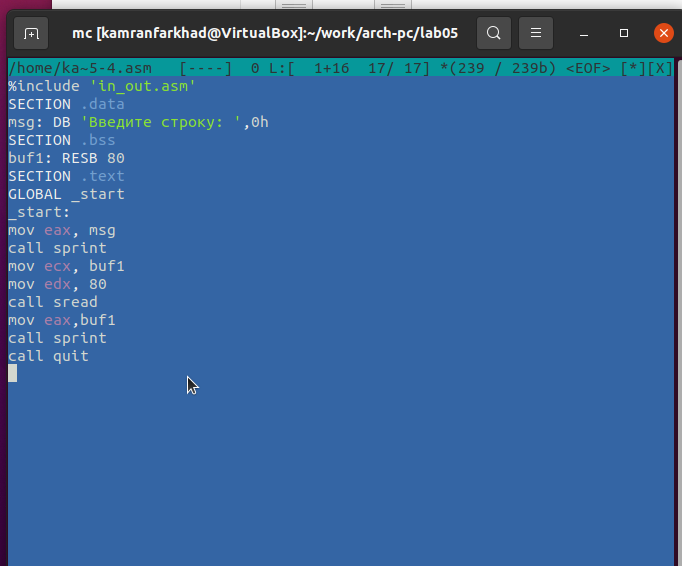 mc [kamranfarkhad@VirtualBox]:~/work/arch-pc/lab05
/home/ka~5-4.asm   [----]  0 L:[  1+16  17/ 17] *(239 / 239b) <EOF> [*][X]
%include 'in_out.asm'
SECTION .data
msg: DB 'Введите строку: ',0h
SECTION .bss
buf1: RESB 80
SECTION .text
GLOBAL _start
_start:
mov eax, msg
call sprint
mov ecx, buf1
mov edx, 80
call sread
mov eax,buf1
call sprint
call quit